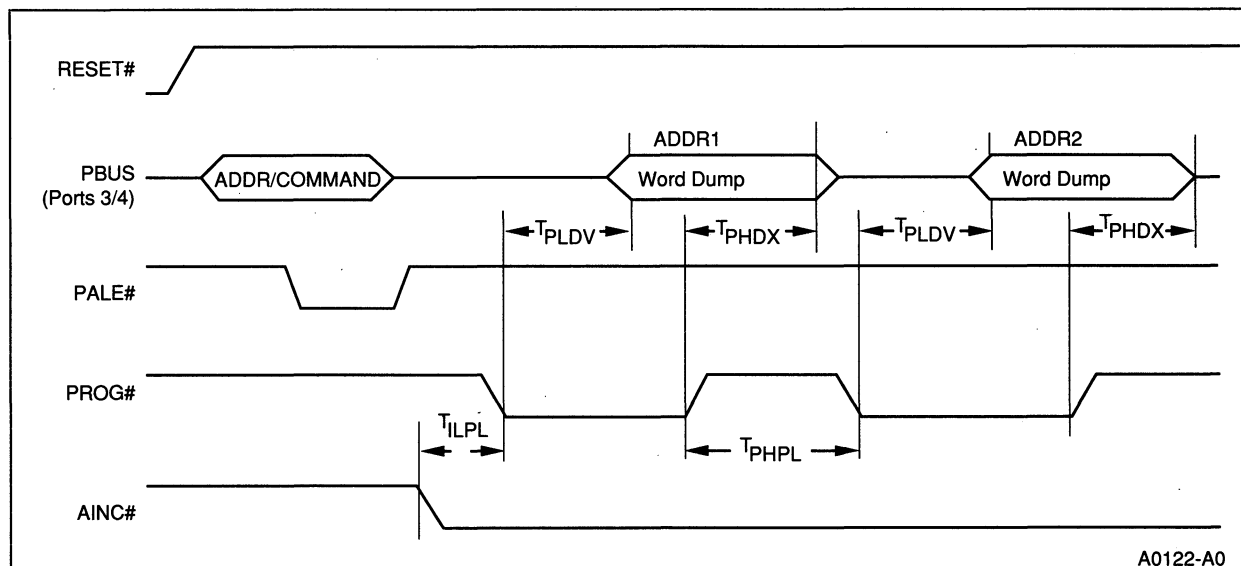 RESET#
ADDR1
ADDR2
PBUS
(Ports 3/4)
ADDR/COMMAND
Word Dump
Word Dump
TPLDV
TPHDX
TPLDV
TPHDX
PALE#
PROG#
TILPL
TPHPL
AINC#
A0122-A0